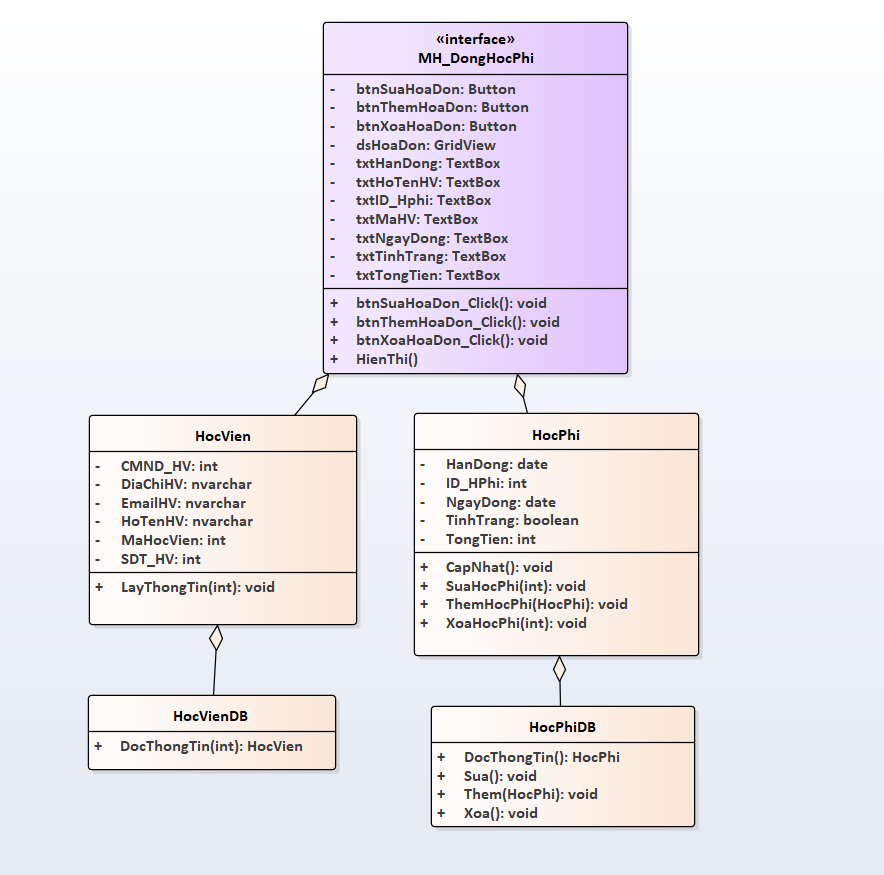 «interface»
MH_DongHocPhi
- btnSuaHoaDon: Button
- btnThemHoaDon: Button
- btnXoaHoaDon: Button
- dsHoaDon: GridView
- txtHanDong: TextBox
- txtHoTenHV: TextBox
- txtID_Hphi: TextBox
- txtMaHV: TextBox
- txtNgayDong: TextBox
- txtTinhTrang: TextBox
- txtTongTien: TextBox
+ btnSuaHoaDon_Click(): void
+ btnThemHoaDon_Click(): void
+ btnXoaHoaDon_Click(): void
+ HienThi()
HocVien
- CMND_HV: int
- DiaChiHV: nvarchar
- EmailHV: nvarchar
- HoTenHV: nvarchar
- MaHocVien: int
- SDT_HV: int
+ LayThongTin(int): void
HocPhi
- HanDong: date
- ID_HPhi: int
- NgayDong: date
- TinhTrang: boolean
- TongTien: int
+ CapNhat(): void
+ SuaHocPhi(int): void
+ ThemHocPhi(HocPhi): void
+ XoaHocPhi(int): void
HocVienDB
+ DocThongTin(int): HocVien
HocPhiDB
+ DocThongTin(): HocPhi
+ Sua(): void
+ Them(HocPhi): void
+ Xoa(): void